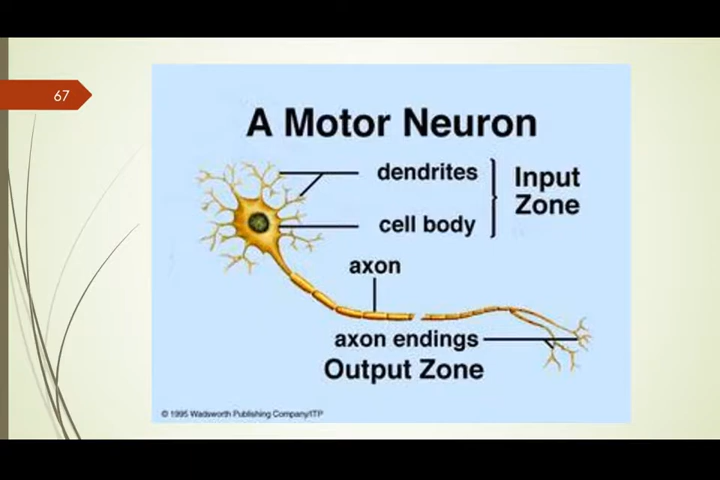 67
A Motor Neuron
dendrites
Input
Zone
cell body
axon
axon endings
Output Zone
© 1995 Wadsworth Publishing Company/ITP